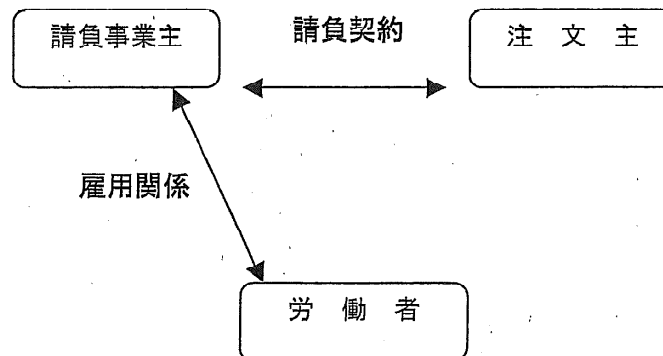 請負事業主
請負契約
注　文　主
雇用関係
労　働　者